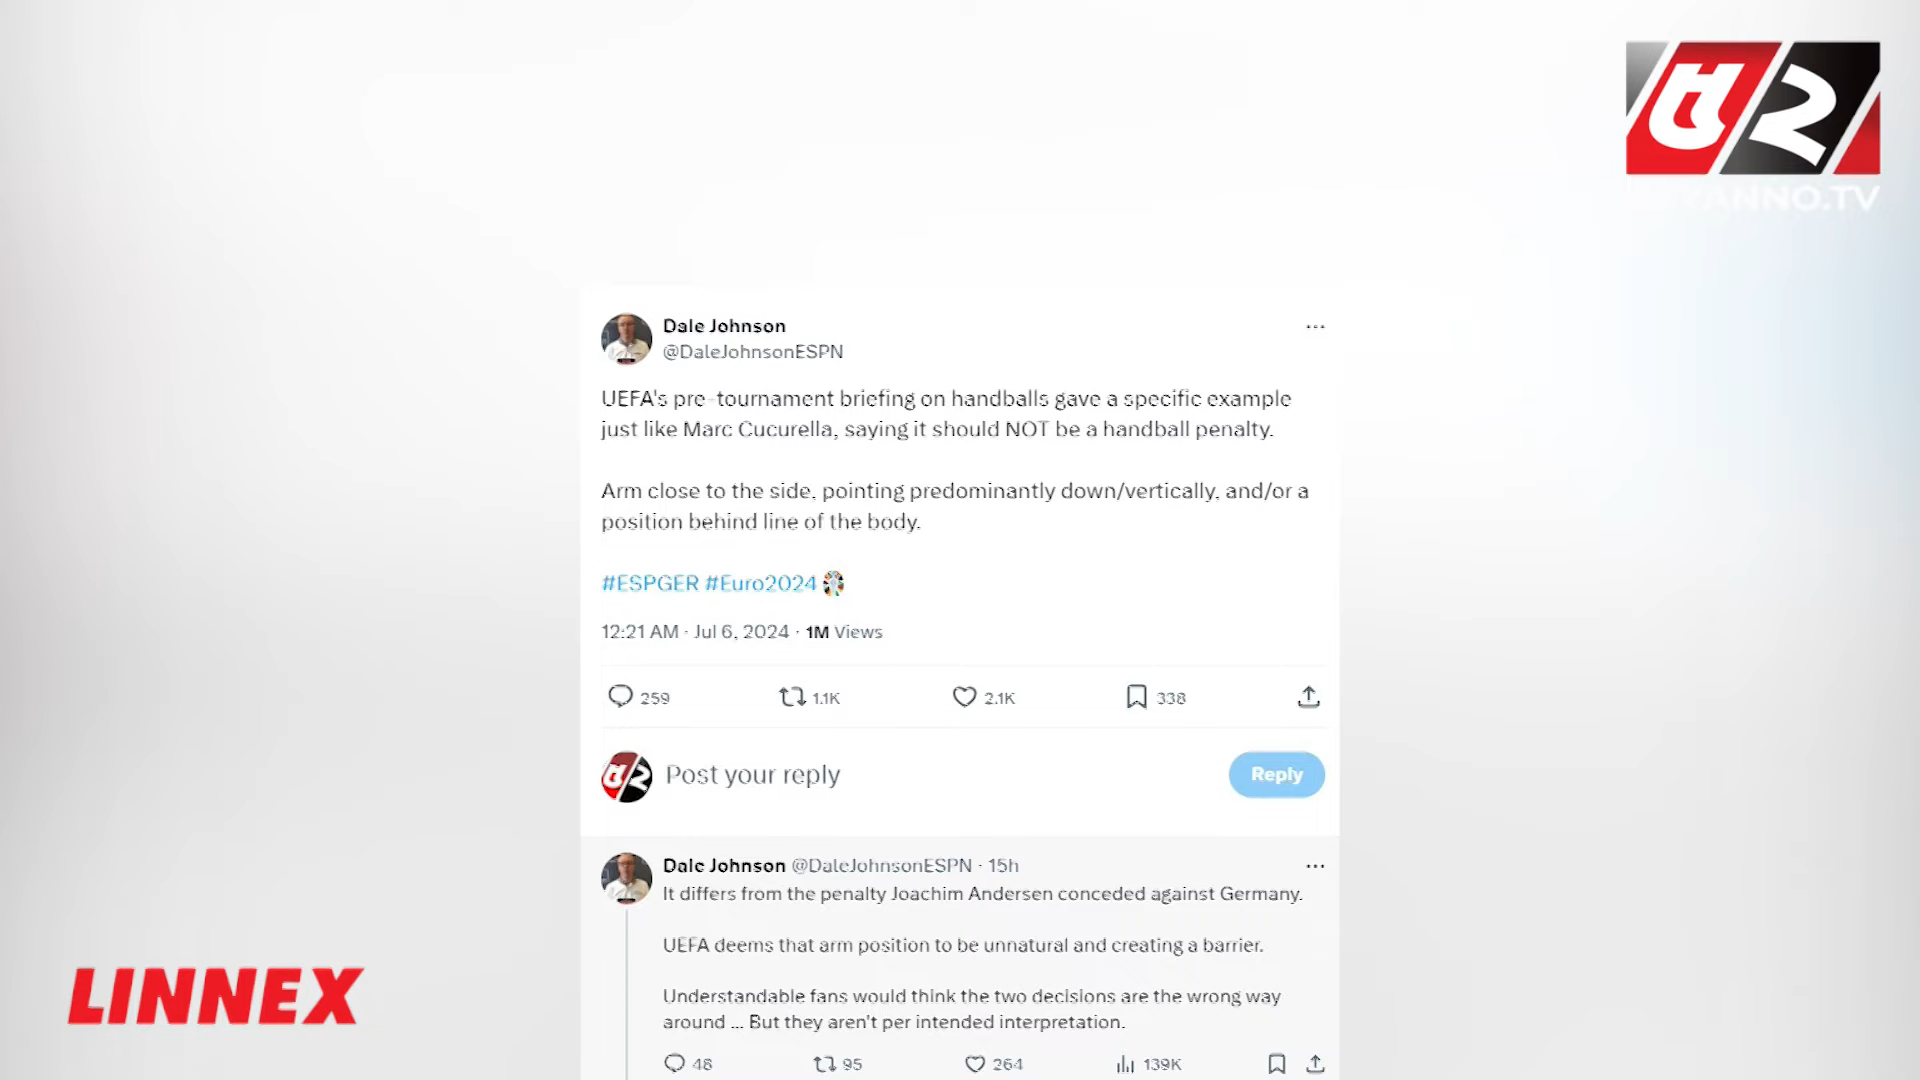 Dale Johnson
@DaleJohnsonESPN
UEFA's pre-tournament briefing on handballs gave a specific example
just like Marc Cucurella, saying it should NOT be a handball penalty.
Arm close to the side, pointing predominantly down/vertically, and/or a
position behind line of the body.
#ESPGER #Euro2024
12:21 AM · Jul 6, 2024 · 1M Views
259 1.1K 2.1K 338
Post your reply
Reply
Dale Johnson @DaleJohnsonESPN · 15h
It differs from the penalty Joachim Andersen conceded against Germany.
UEFA deems that arm position to be unnatural and creating a barrier.
Understandable fans would think the two decisions are the wrong way
around ... But they aren't per intended interpretation.
48 95 264 139K
LINNEX